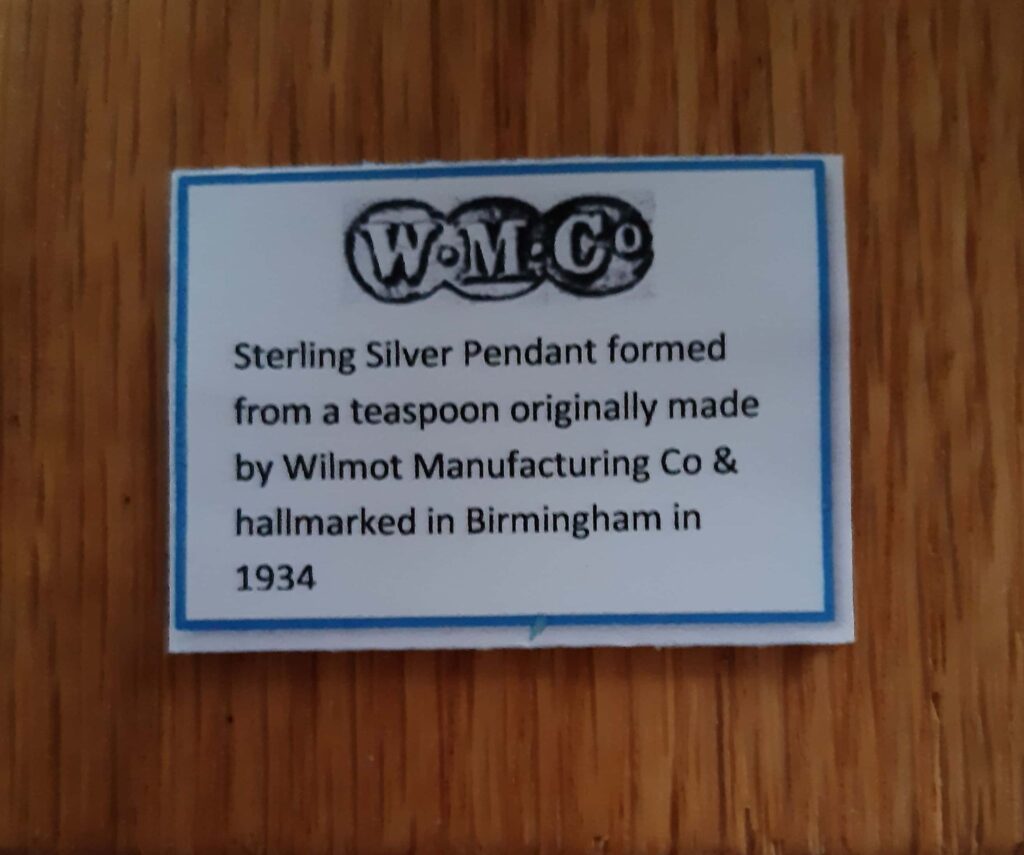 W·M·Co
Sterling Silver Pendant formed
from a teaspoon originally made
by Wilmot Manufacturing Co &
hallmarked in Birmingham in
1934